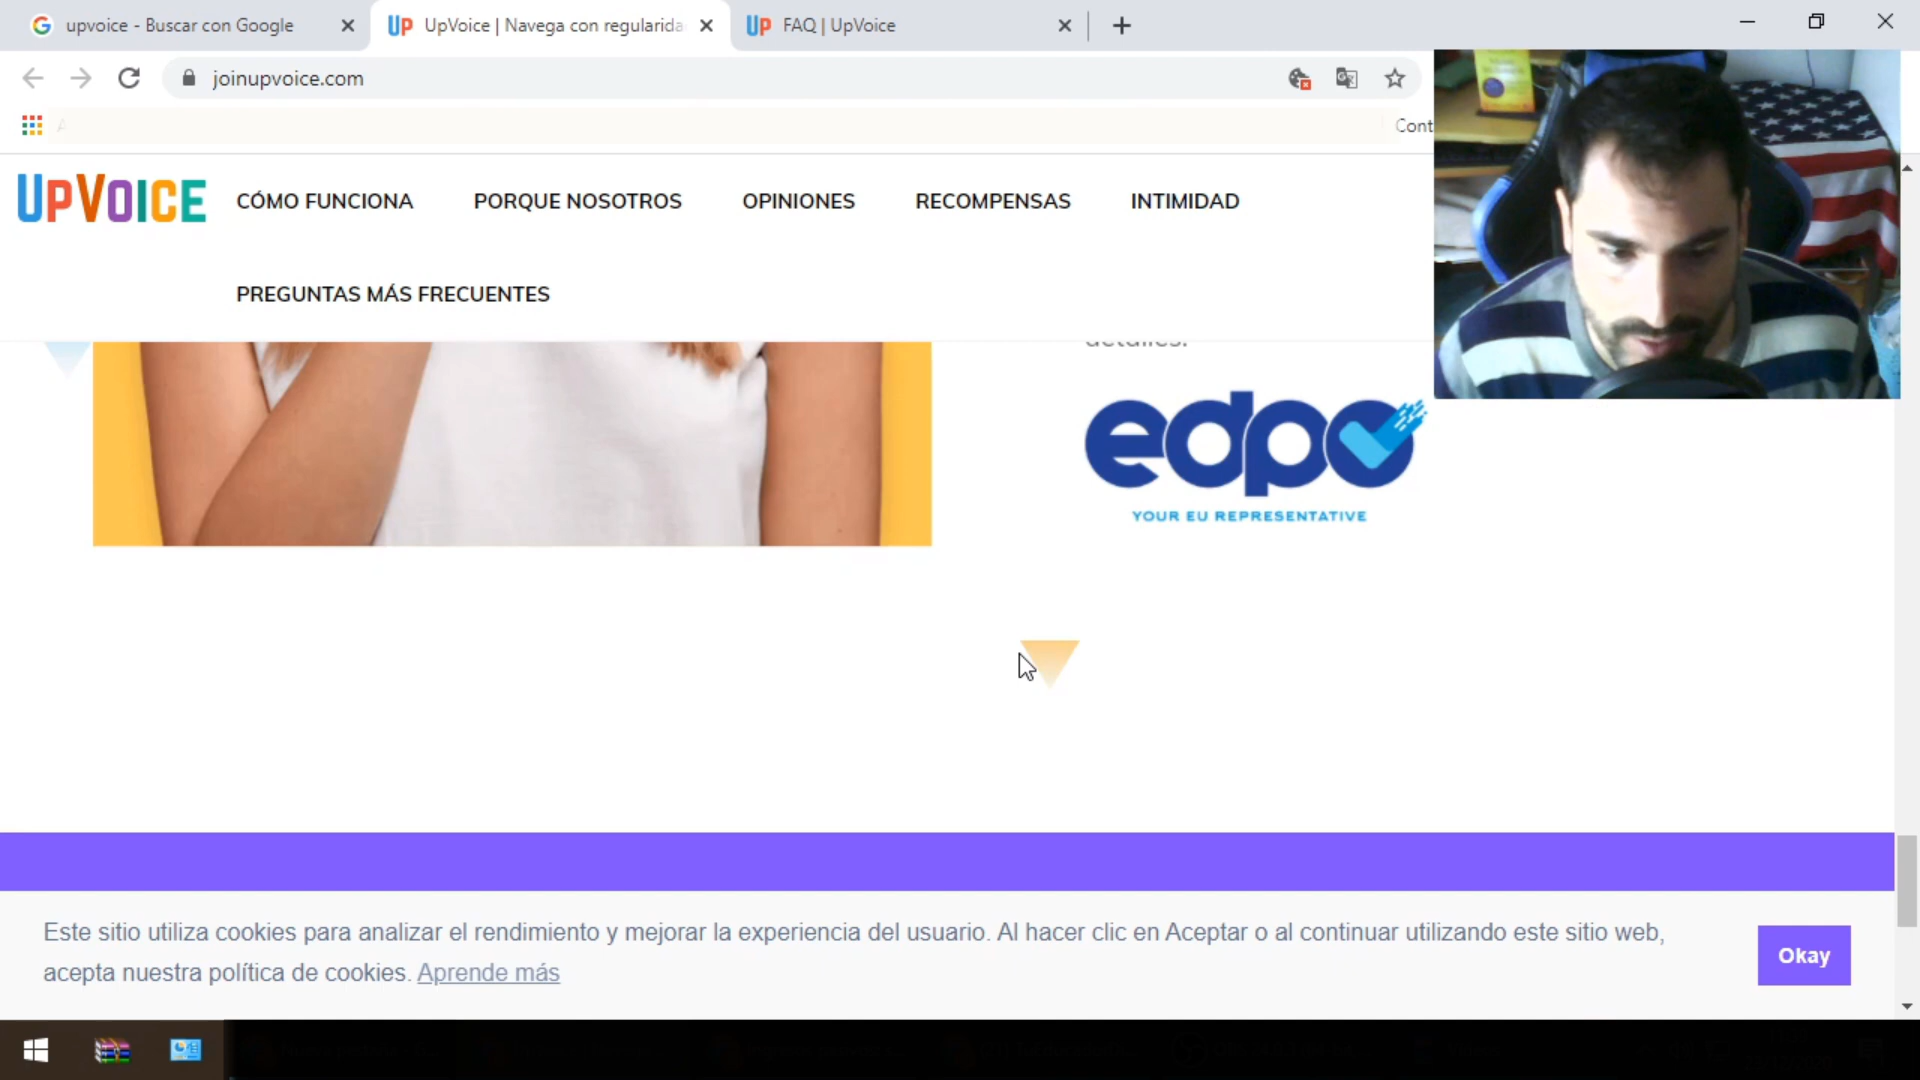 upvoice - Buscar con Google
UP UpVoice | Navega con regularida
UP FAQ | UpVoice
joinupvoice.com
Cont
UPVOICE
CÓMO FUNCIONA
PORQUE NOSOTROS
OPINIONES
RECOMPENSAS
INTIMIDAD
PREGUNTAS MÁS FRECUENTES
detalles.
edpo
YOUR EU REPRESENTATIVE
Este sitio utiliza cookies para analizar el rendimiento y mejorar la experiencia del usuario. Al hacer clic en Aceptar o al continuar utilizando este sitio web,
acepta nuestra política de cookies. Aprende más
Okay